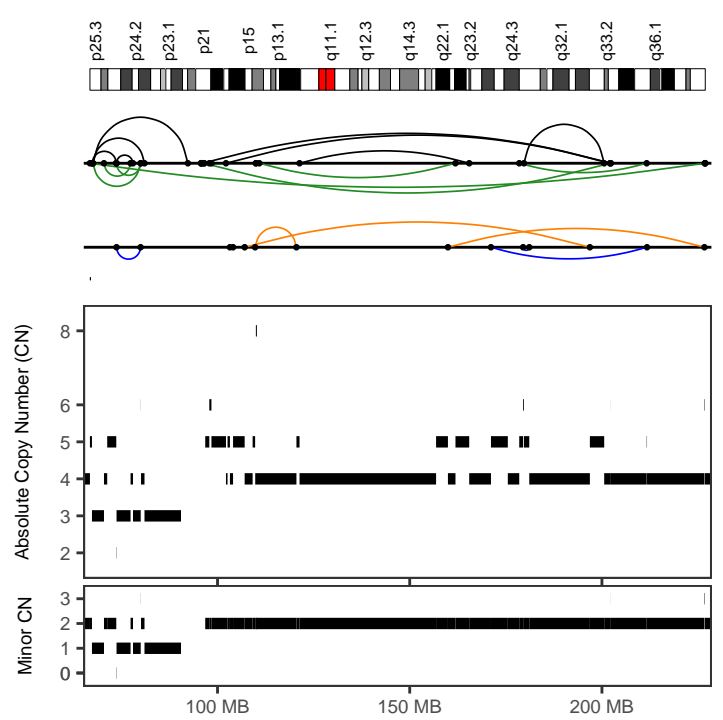 p25.3 p24.2 p23.1 p21 p15 p13.1 q11.1 q12.3 q14.3 q22.1 q23.2 q24.3 q32.1 q33.2 q36.1
Absolute Copy Number (CN)
8
6
5
4
3
2
Minor CN
3
2
1
0
100 MB 150 MB 200 MB